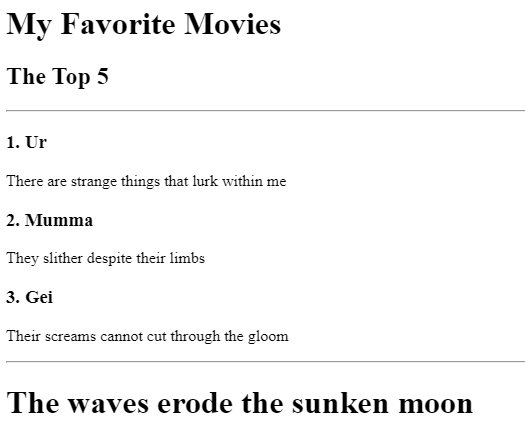 My Favorite Movies
The Top 5
1. Ur
There are strange things that lurk within me
2. Mumma
They slither despite their limbs
3. Gei
Their screams cannot cut through the gloom
The waves erode the sunken moon